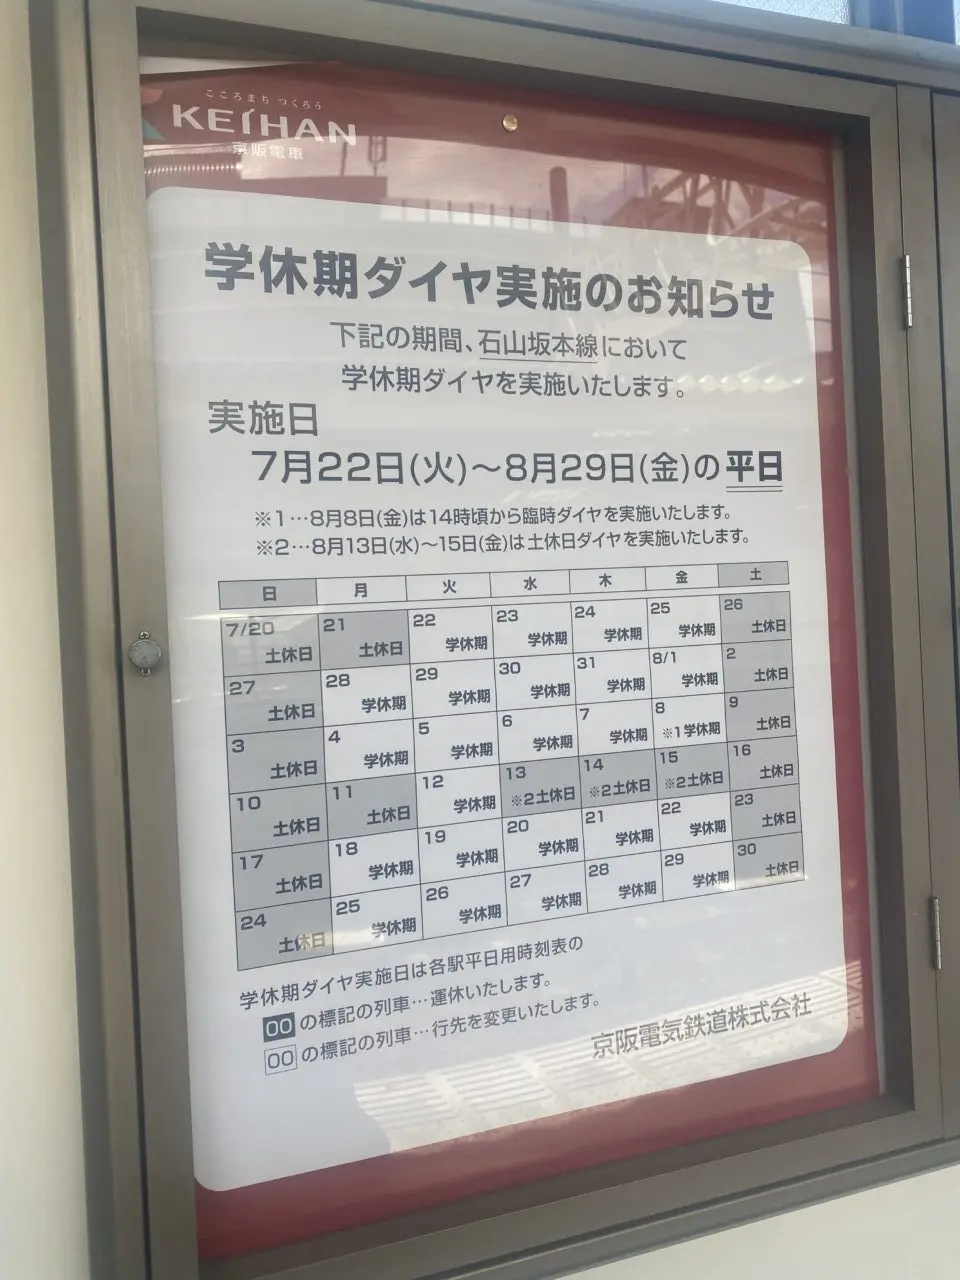 こころまち つくろう
KEIHAN
京阪電車
学休期ダイヤ実施のお知らせ
下記の期間、石山坂本線において
学休期ダイヤを実施いたします。
実施日
7月22日(火)～8月29日(金)の平日
※1…8月8日(金)は14時頃から臨時ダイヤを実施いたします。
※2…8月13日(水)～15日(金)は土休日ダイヤを実施いたします。
日 月 火 水 木 金 土
7/20 土休日 21 土休日 22 学休期 23 学休期 24 学休期 25 学休期 26 土休日
27 土休日 28 学休期 29 学休期 30 学休期 31 学休期 8/1 学休期 2 土休日
3 土休日 4 学休期 5 学休期 6 学休期 7 学休期 8 ※1学休期 9 土休日
10 土休日 11 土休日 12 学休期 13 ※2土休日 14 ※2土休日 15 ※2土休日 16 土休日
17 土休日 18 学休期 19 学休期 20 学休期 21 学休期 22 学休期 23 土休日
24 土休日 25 学休期 26 学休期 27 学休期 28 学休期 29 学休期 30 土休日
学休期ダイヤ実施日は各駅平日用時刻表の
00の標記の列車…運休いたします。
00の標記の列車…行先を変更いたします。
京阪電気鉄道株式会社